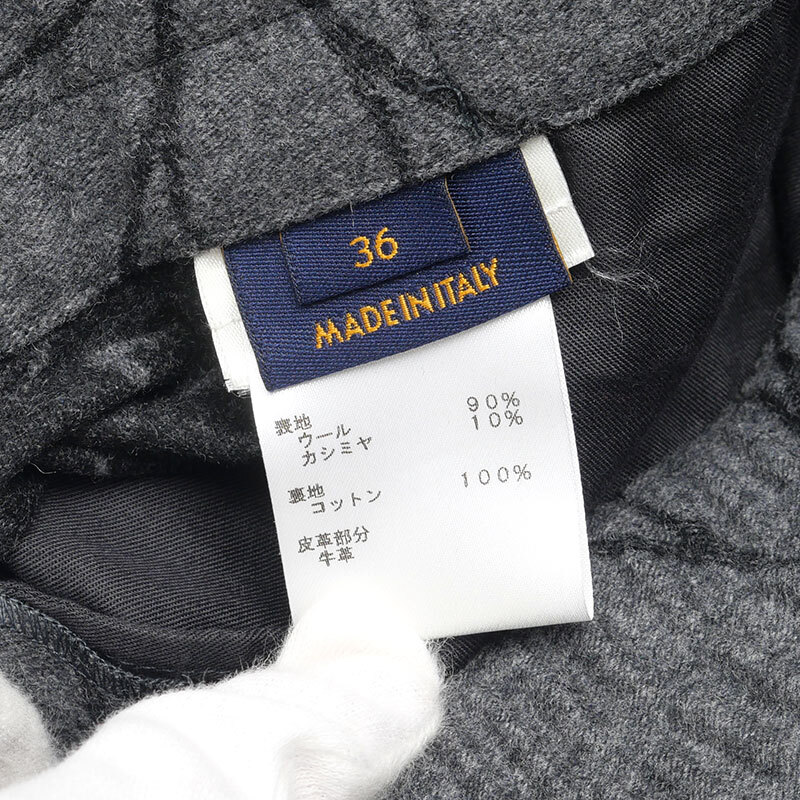 36
MADE IN ITALY
表地
ウール 90%
カシミヤ 10%
裏地
コットン 100%
皮革部分
牛革